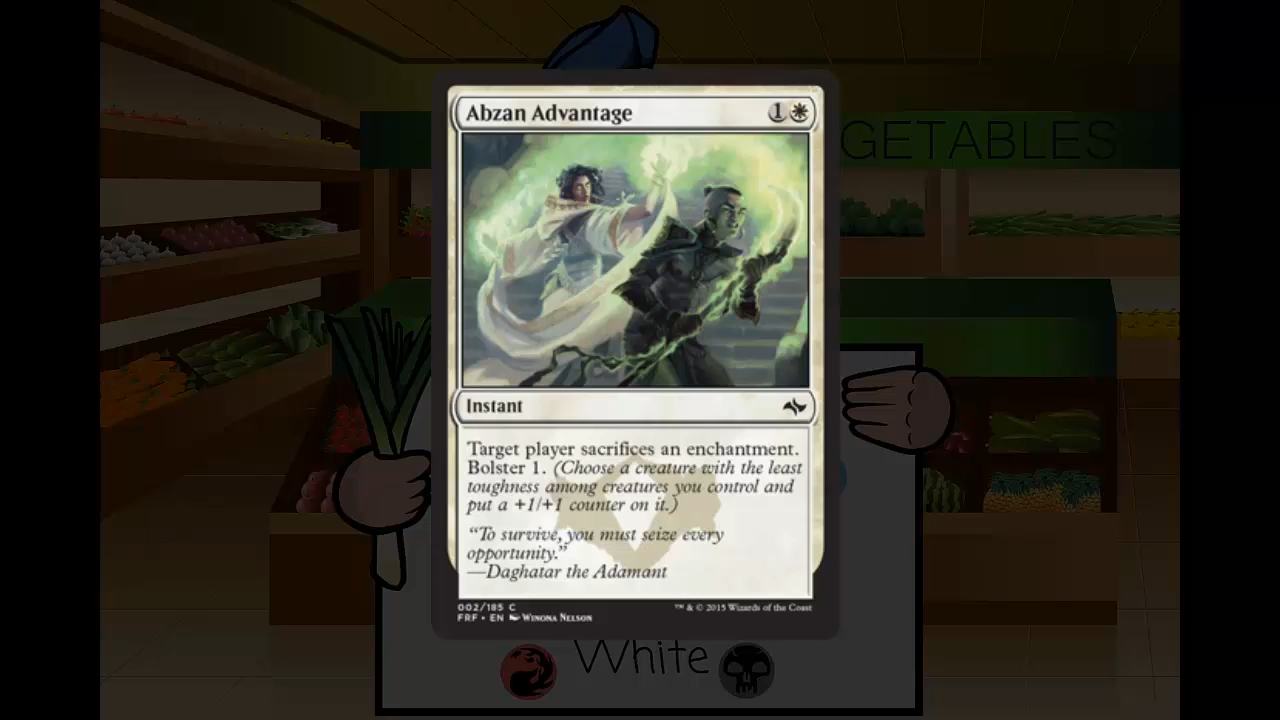 GETABLES
Abzan Advantage 1
Instant
Target player sacrifices an enchantment.
Bolster 1. (Choose a creature with the least
toughness among creatures you control and
put a +1/+1 counter on it.)
"To survive, you must seize every
opportunity."
—Daghatar the Adamant
002/185 C ™ & © 2015 Wizards of the Coast
FRF • EN Winona Nelson
White